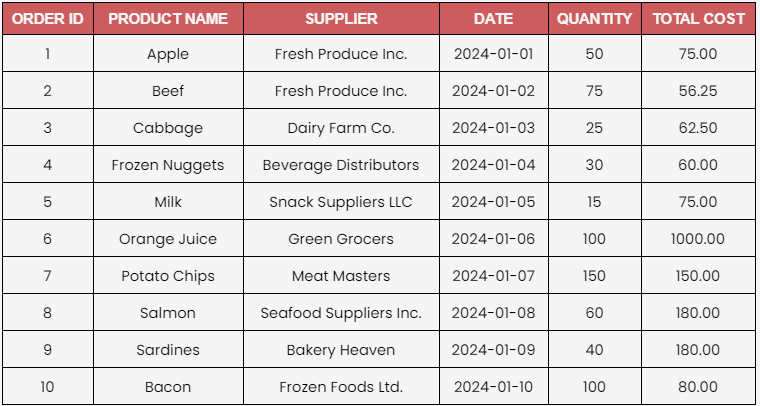 ORDER ID PRODUCT NAME SUPPLIER DATE QUANTITY TOTAL COST
1 Apple Fresh Produce Inc. 2024-01-01 50 75.00
2 Beef Fresh Produce Inc. 2024-01-02 75 56.25
3 Cabbage Dairy Farm Co. 2024-01-03 25 62.50
4 Frozen Nuggets Beverage Distributors 2024-01-04 30 60.00
5 Milk Snack Suppliers LLC 2024-01-05 15 75.00
6 Orange Juice Green Grocers 2024-01-06 100 1000.00
7 Potato Chips Meat Masters 2024-01-07 150 150.00
8 Salmon Seafood Suppliers Inc. 2024-01-08 60 180.00
9 Sardines Bakery Heaven 2024-01-09 40 180.00
10 Bacon Frozen Foods Ltd. 2024-01-10 100 80.00